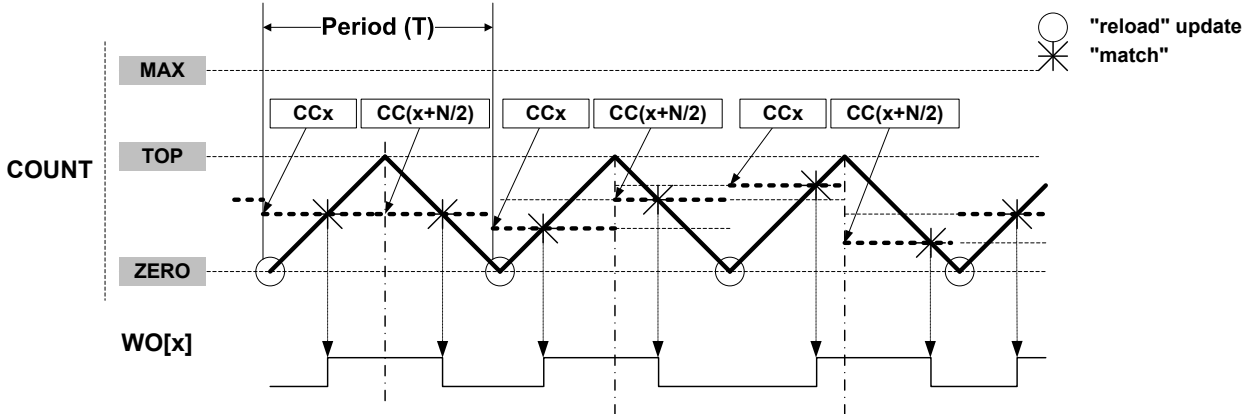 Period (T)
"reload" update
"match"
MAX
CCx
CC(x+N/2)
CCx
CC(x+N/2)
CCx
CC(x+N/2)
COUNT
TOP
ZERO
WO[x]